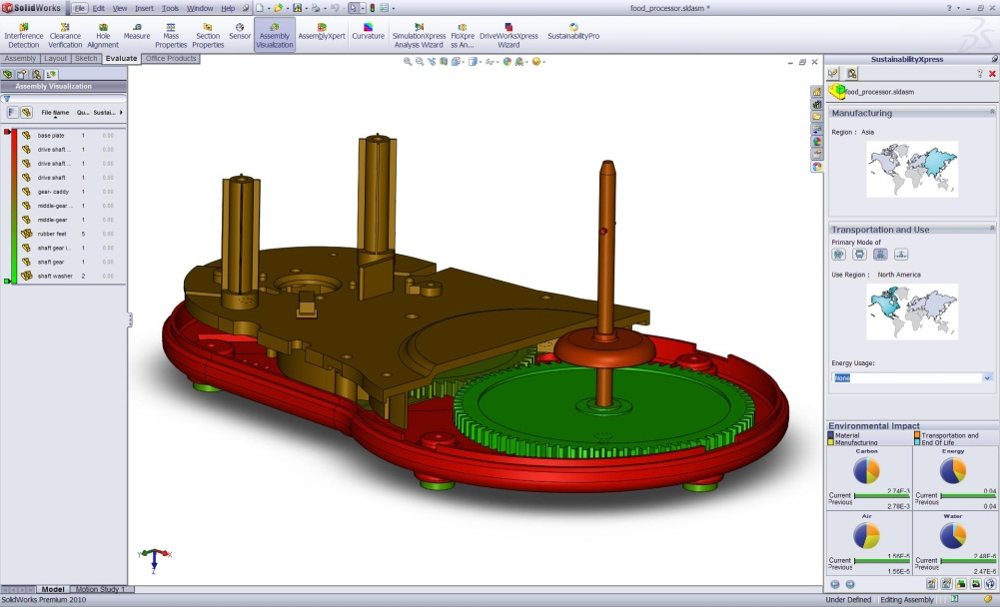 SolidWorks File Edit View Insert Tools Window Help food_processor.sldasm *
Interference Detection
Clearance Verification
Hole Alignment
Measure
Mass Properties
Section Properties
Sensor
Assembly Visualization
AssemblyXpert
Curvature
SimulationXpress Analysis Wizard
FloXpre ss An...
DriveWorksXpress Wizard
SustainabilityPro
Assembly Layout Sketch Evaluate Office Products
Assembly Visualization
File Name Qu... Sustai...
base plate 1 0.00
drive shaft ... 1 0.00
drive shaft ... 1 0.00
drive shaft 1 0.00
gear- caddy 1 0.00
middle-gear ... 1 0.00
middle-gear 1 0.00
rubber feet 5 0.00
shaft gear i... 1 0.00
shaft gear 1 0.00
shaft washer 2 0.00
Y X
Z
SustainabilityXpress
food_processor.sldasm
Manufacturing
Region : Asia
Transportation and Use
Primary Mode of
Use Region : North America
Energy Usage:
None
Environmental Impact
Material Transportation and
Manufacturing End Of Life
Carbon Energy
2.74E-3 0.04
Current Current
Previous Previous
2.78E-3 0.04
Air Water
1.56E-5 2.48E-6
Current Current
Previous Previous
1.56E-5 2.47E-6
Model Motion Study 1
SolidWorks Premium 2010 Under Defined Editing Assembly